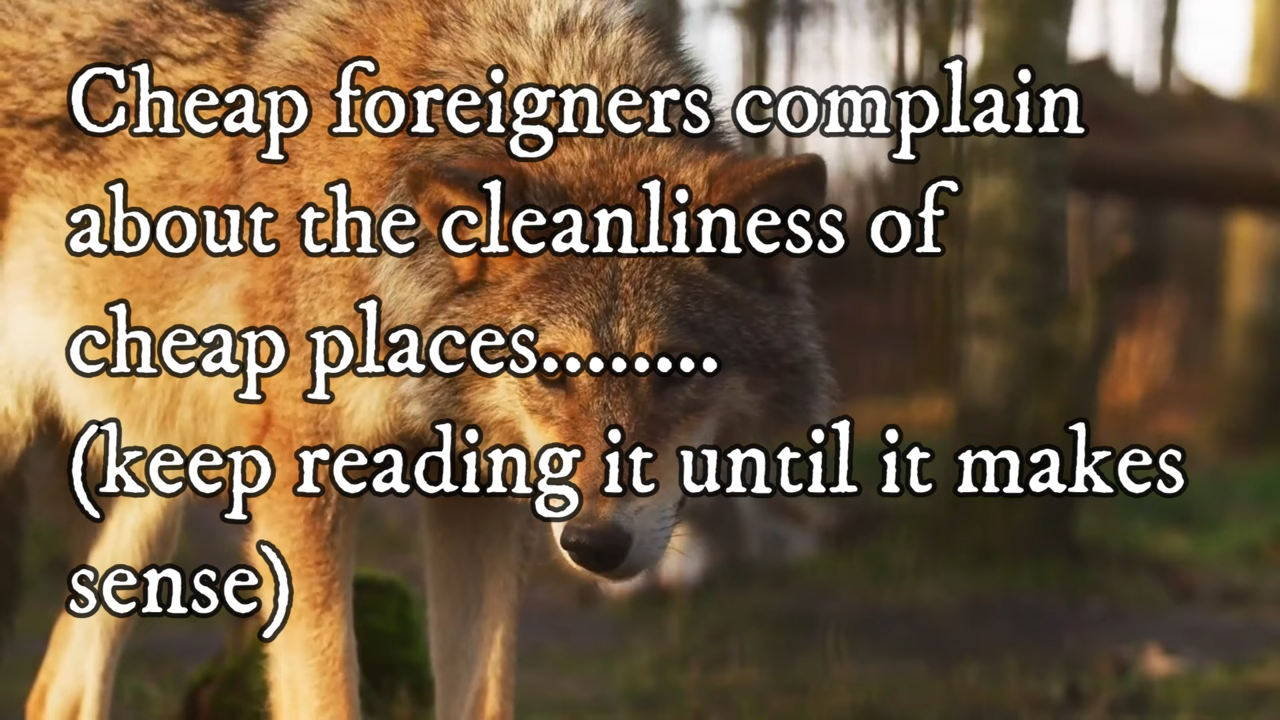 Cheap foreigners complain
about the cleanliness of
cheap places........
(keep reading it until it makes
sense)